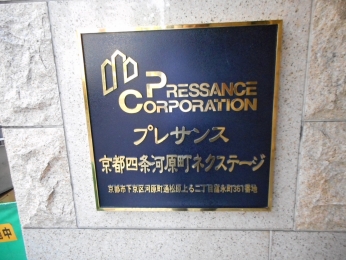 PRESSANCE
CORPORATION
プレサンス
京都四条河原町ネクステージ
京都市下京区河原町通松原上る二丁目富永町361番地
中